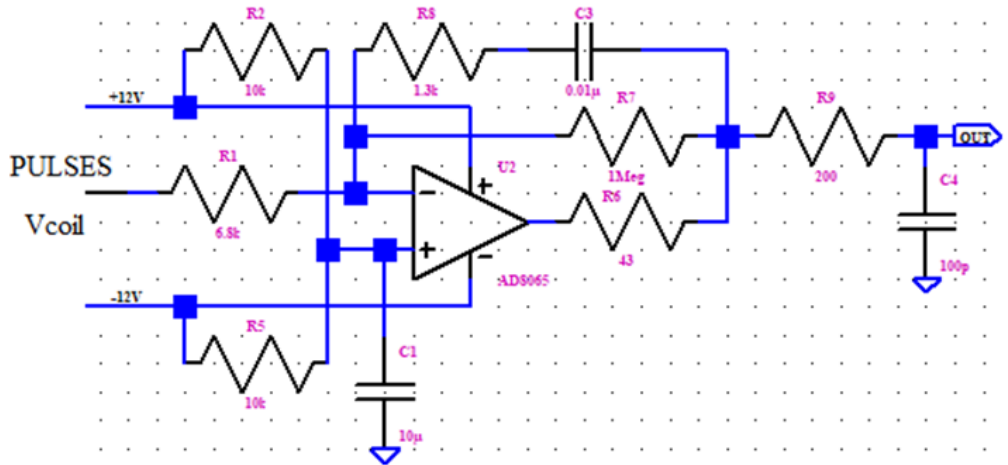 R2
10k
R8
1.3k
C3
0.01μ
+12V
R7
1Meg
R9
200
OUT
PULSES
Vcoil
R1
6.8k
U2
R6
43
C4
100p
AD8065
-12V
R5
10k
C1
10μ